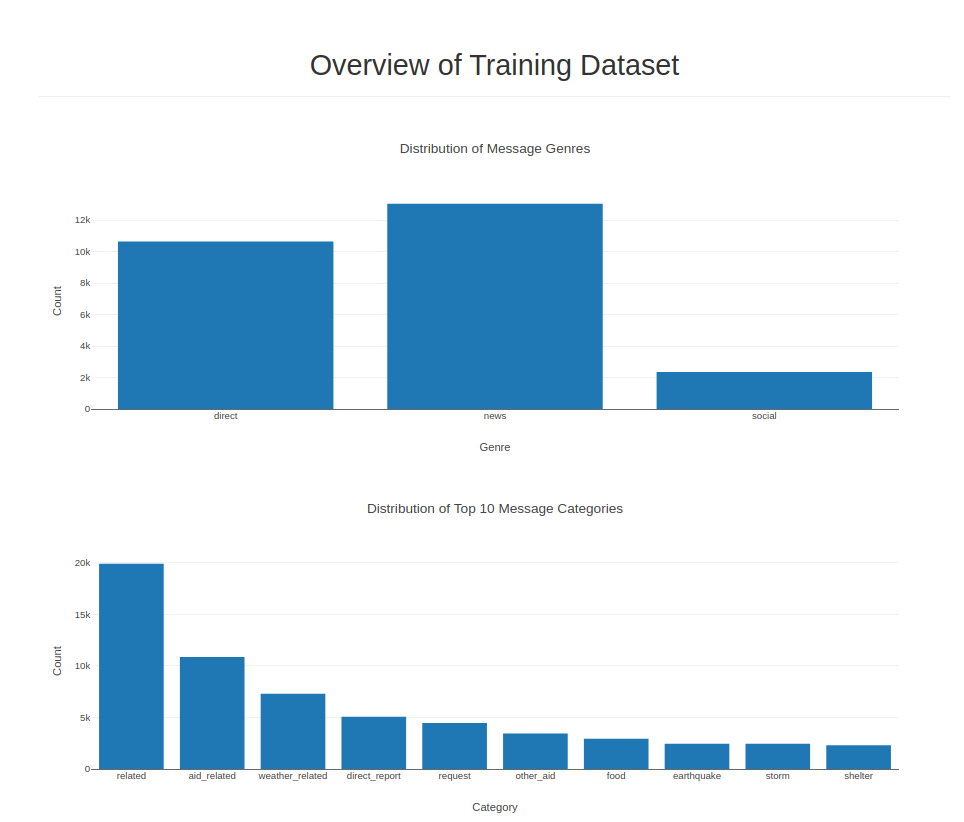 Overview of Training Dataset
Distribution of Message Genres
12k
10k
8k
6k
4k
2k
0
Count
direct news social
Genre
Distribution of Top 10 Message Categories
20k
15k
10k
5k
0
Count
related aid_related weather_related direct_report request other_aid food earthquake storm shelter
Category